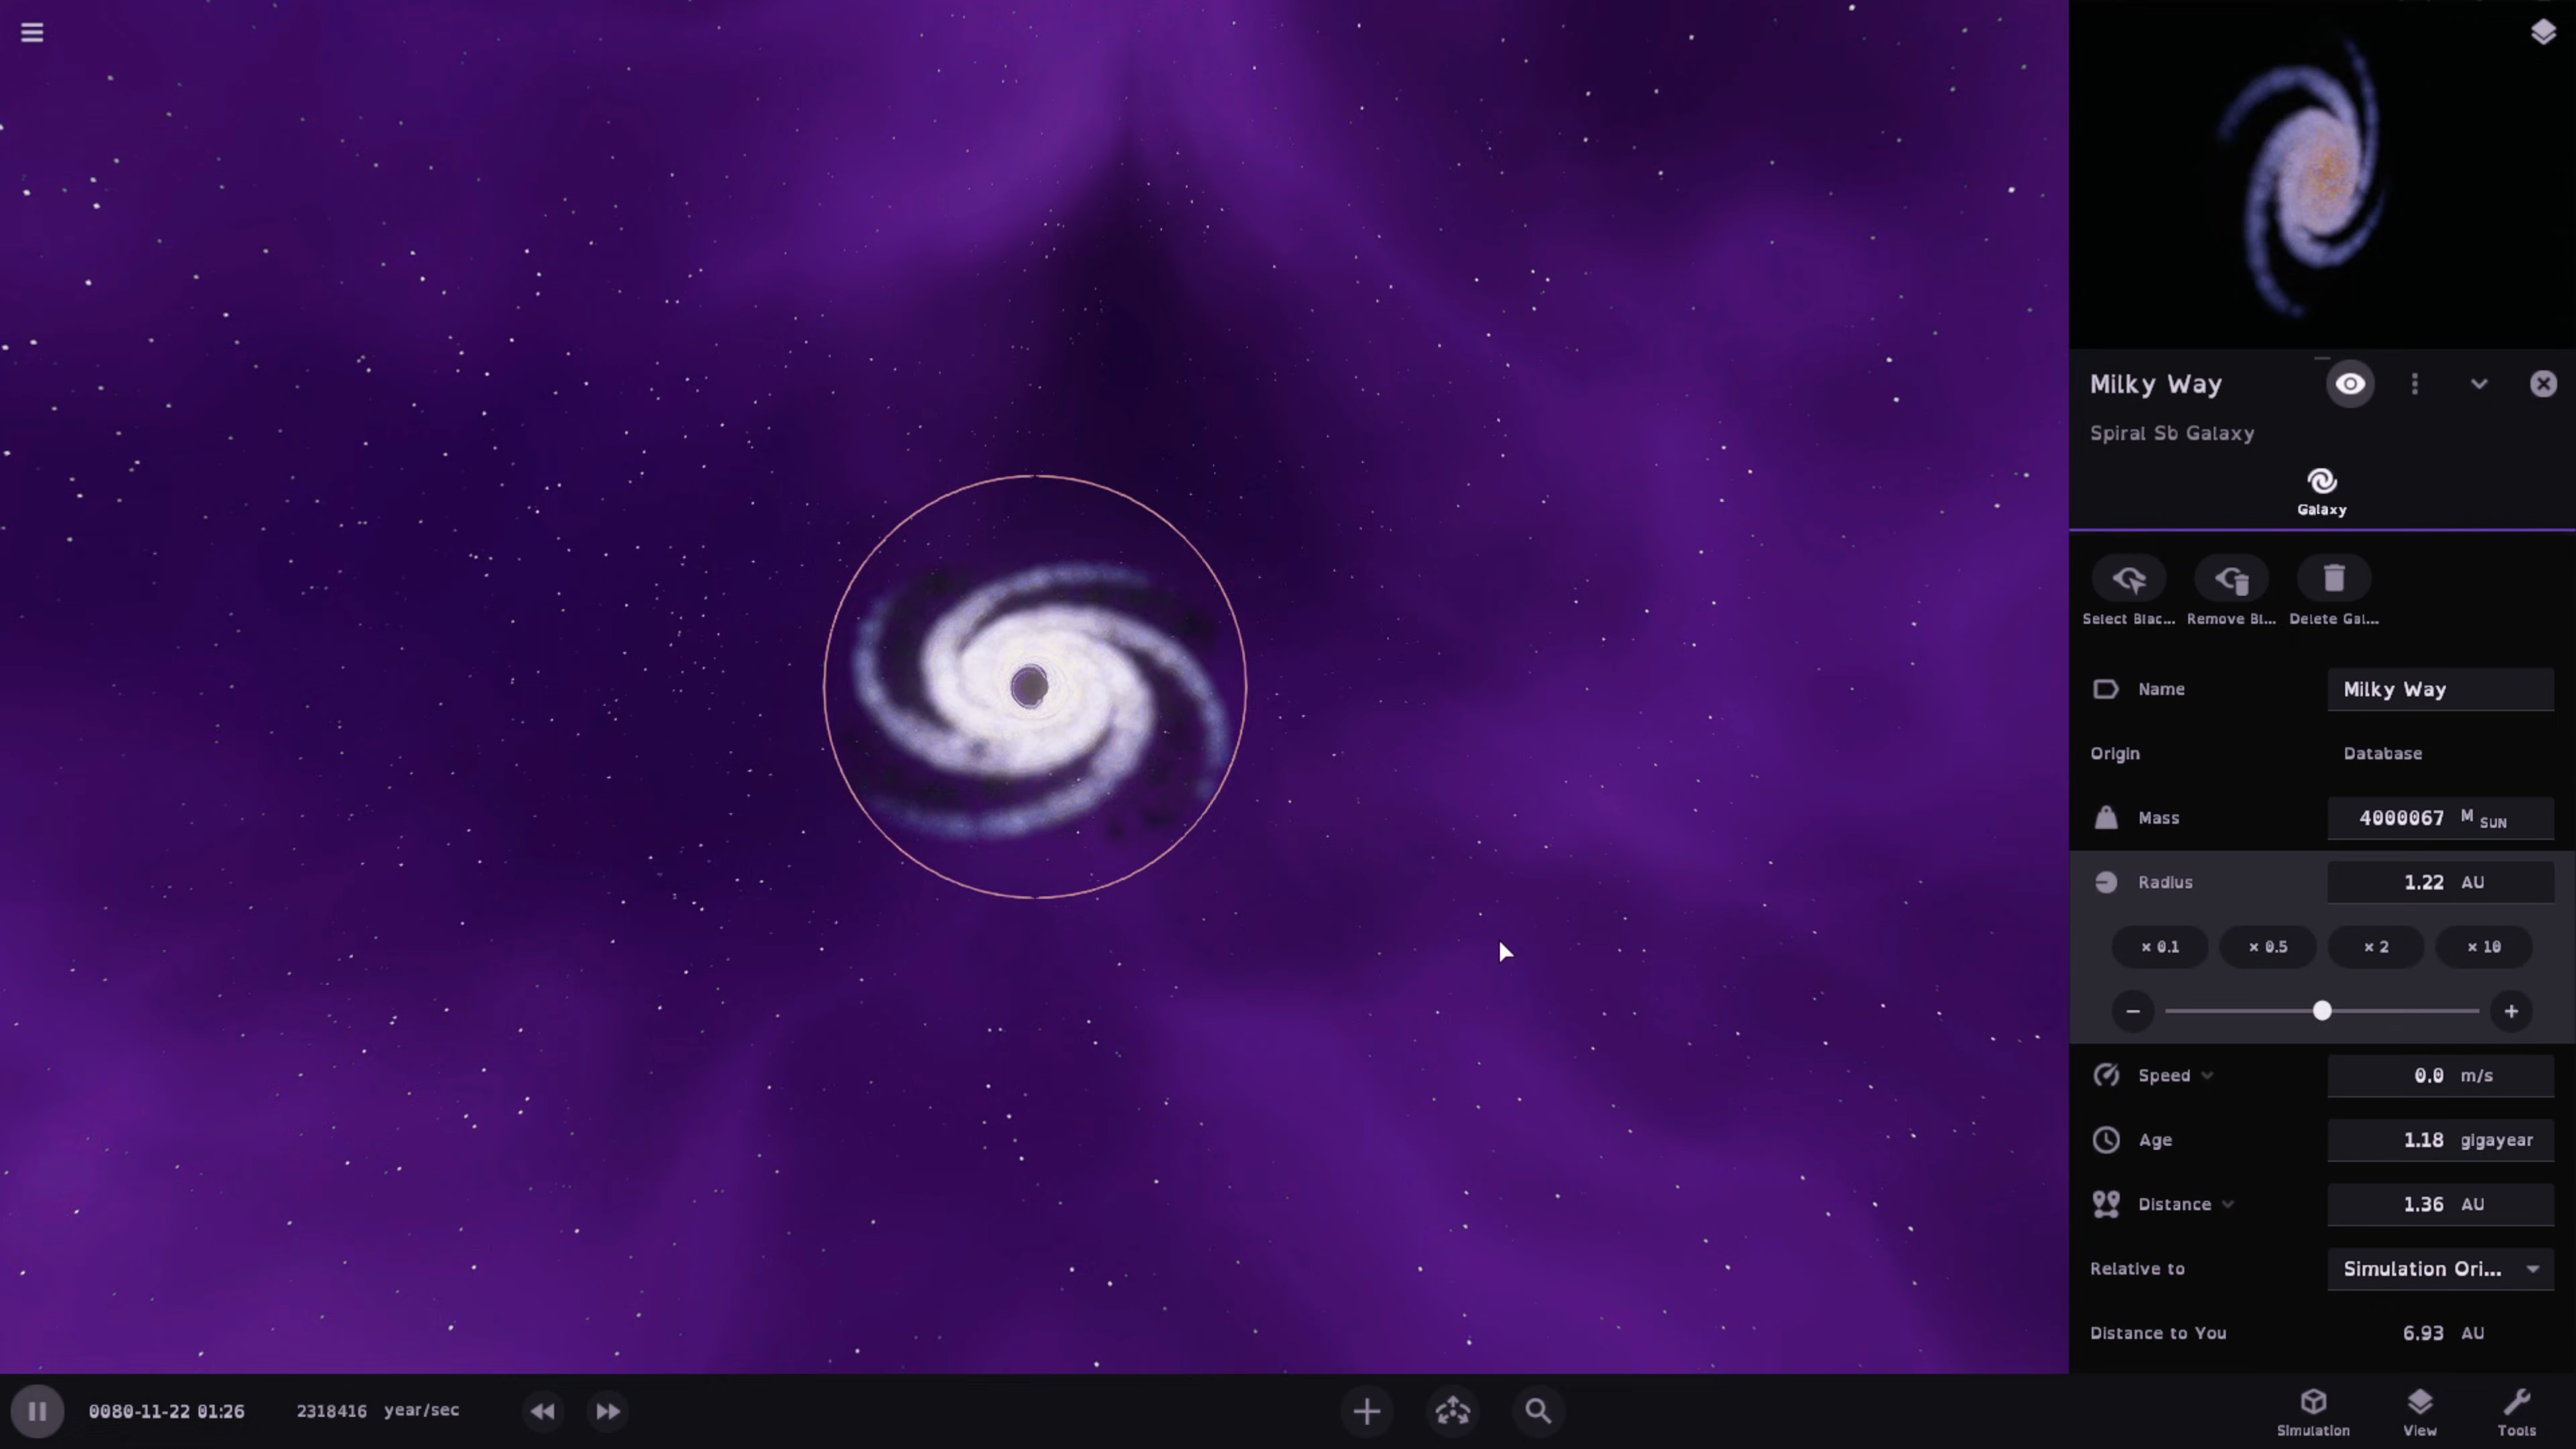 Milky Way
Spiral Sb Galaxy
Galaxy
Select Blac... Remove Bl... Delete Gal...
Name Milky Way
Origin Database
Mass 4000067 M SUN
Radius 1.22 AU
× 0.1 × 0.5 × 2 × 10
Speed 0.0 m/s
Age 1.18 gigayear
Distance 1.36 AU
Relative to Simulation Ori...
Distance to You 6.93 AU
0080-11-22 01:26 2318416 year/sec
Simulation View Tools